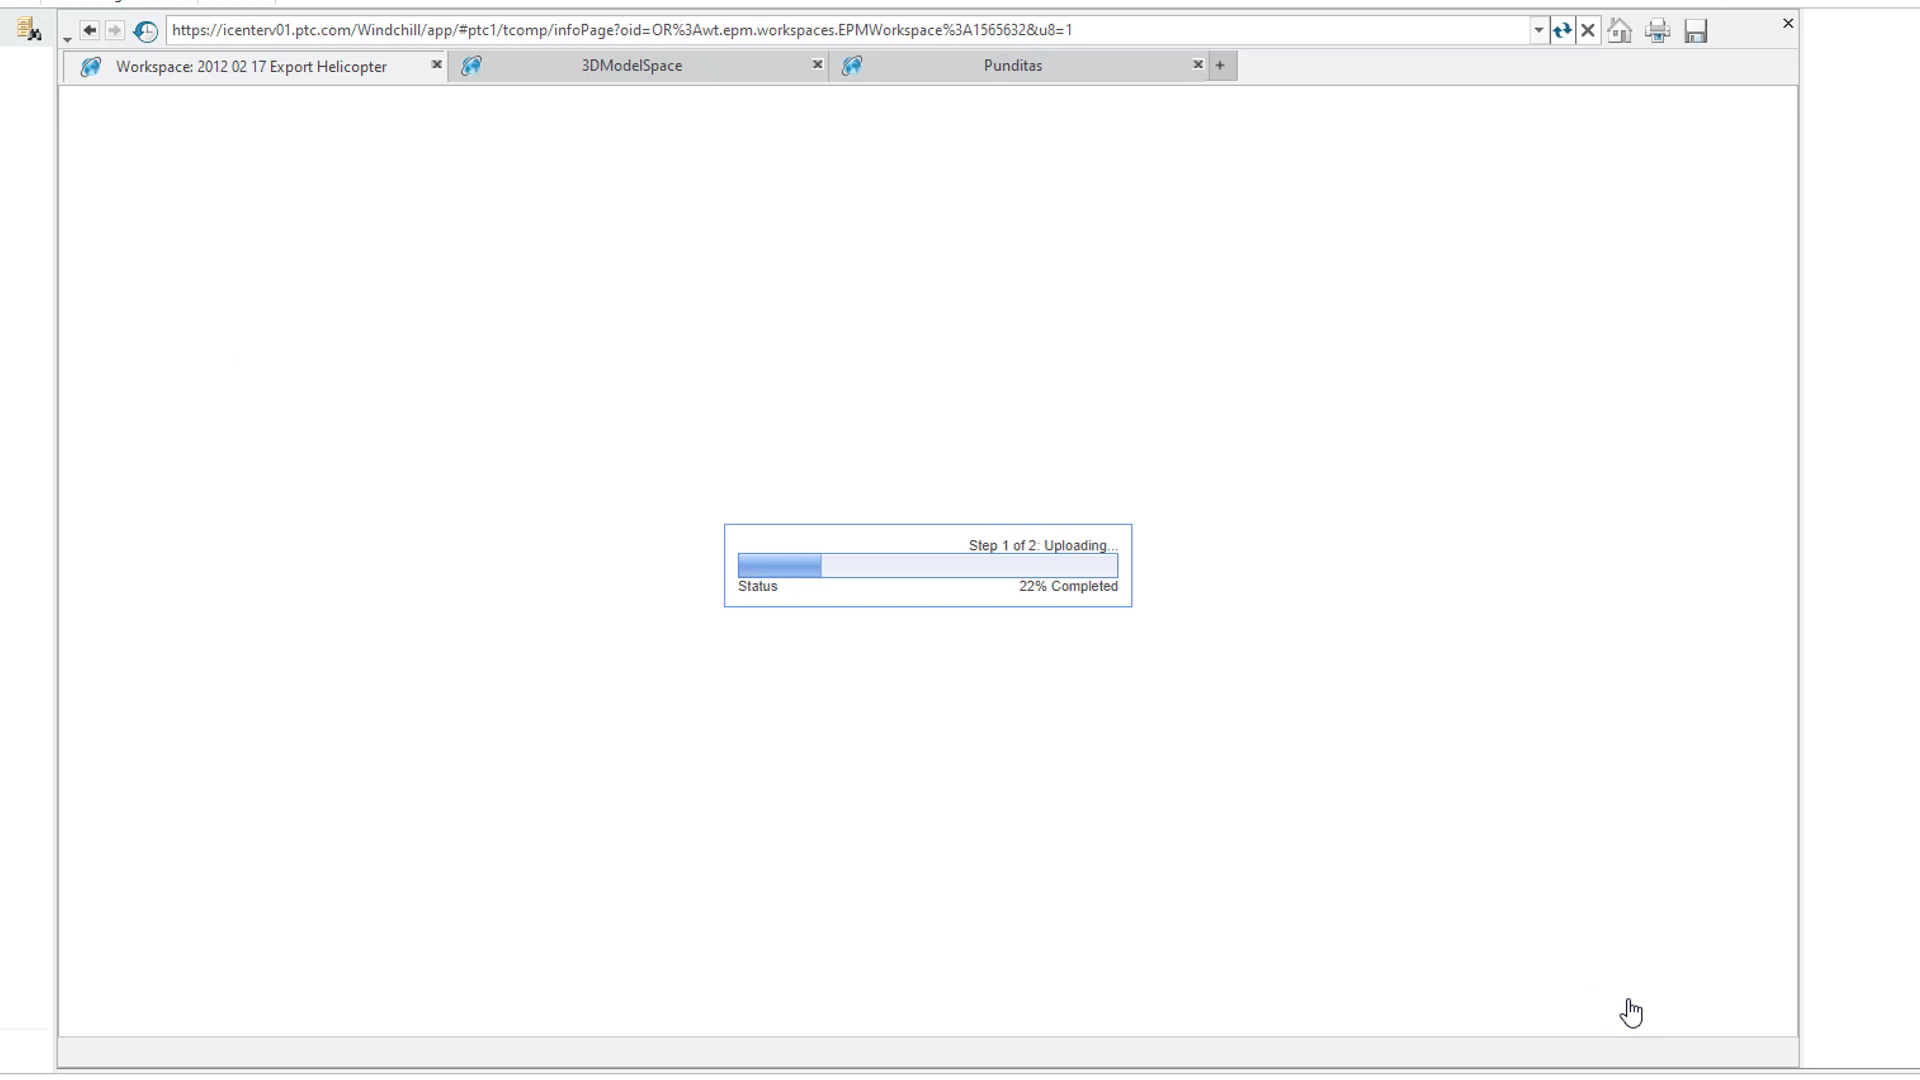 https://icenterv01.ptc.com/Windchill/app/#ptc1/tcomp/infoPage?oid=OR%3Awt.epm.workspaces.EPMWorkspace%3A1565632&u8=1
Workspace: 2012 02 17 Export Helicopter
3DModelSpace
Punditas
Step 1 of 2: Uploading...
Status
22% Completed